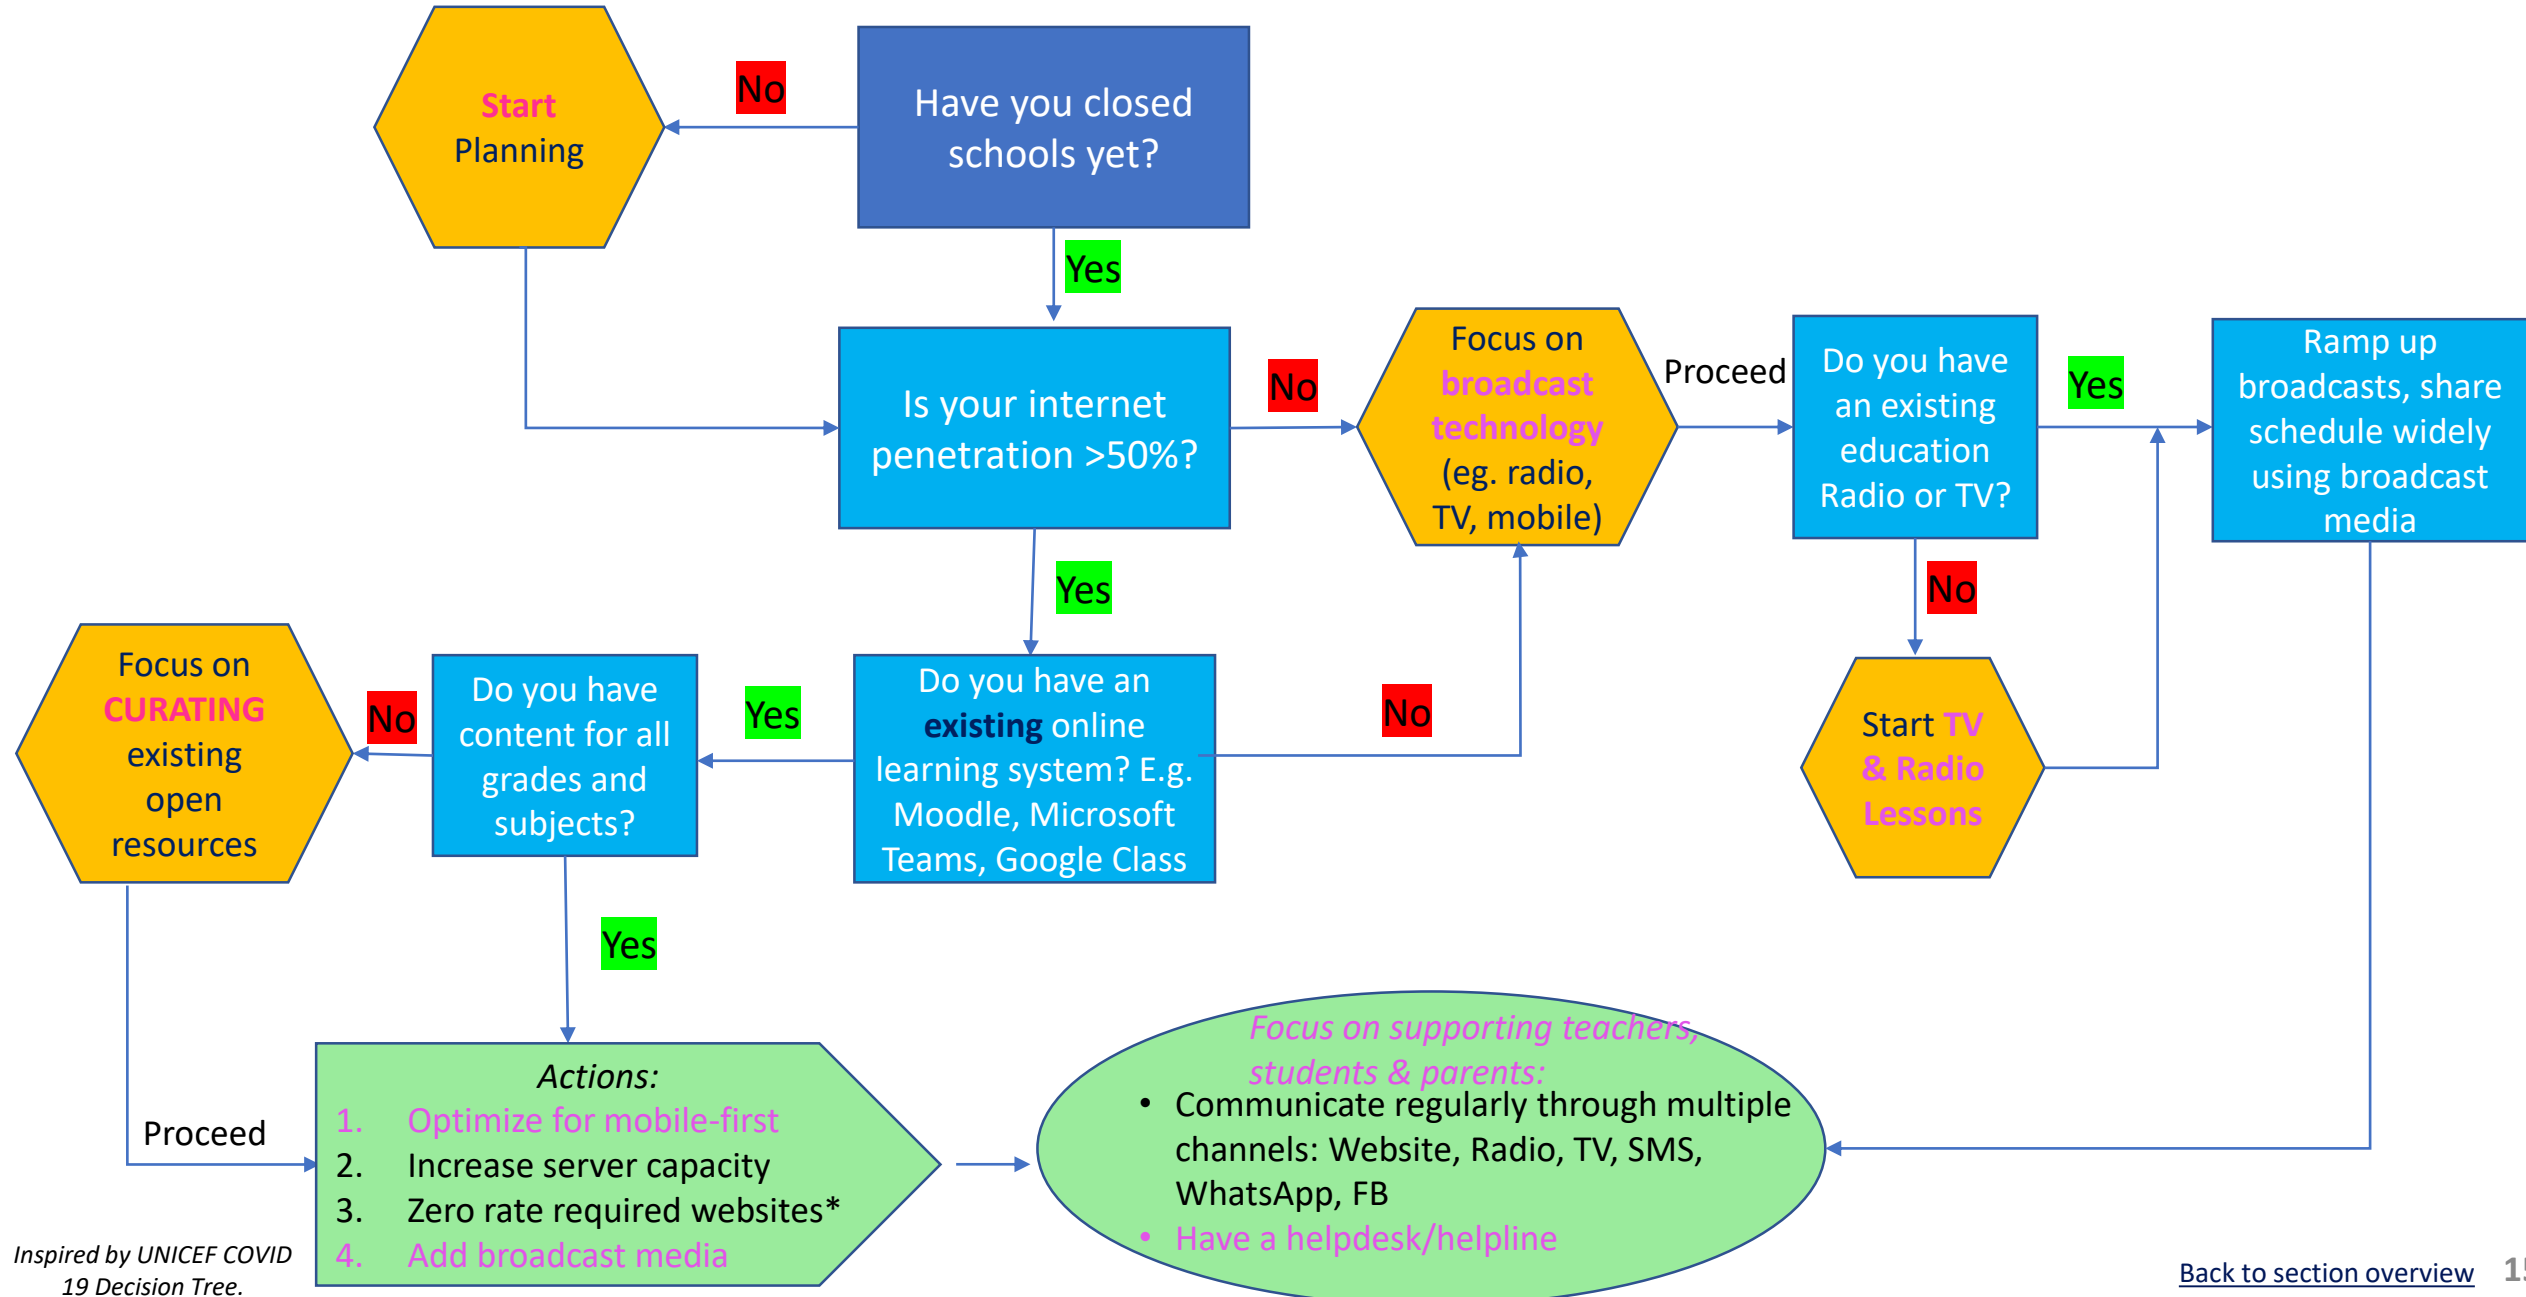 Start
Planning
No
Have you closed
schools yet?
Yes
Is your internet
penetration >50%?
No
Focus on
broadcast
technology
(eg. radio,
TV, mobile)
Proceed
Do you have
an existing
education
Radio or TV?
Yes
Ramp up
broadcasts, share
schedule widely
using broadcast
media
Yes
No
Focus on
CURATING
existing
open
resources
No
Do you have
content for all
grades and
subjects?
Yes
Do you have an
existing online
learning system? E.g.
Moodle, Microsoft
Teams, Google Class
No
Start TV
& Radio
Lessons
Yes
Proceed
Actions:
1. Optimize for mobile-first
2. Increase server capacity
3. Zero rate required websites*
4. Add broadcast media
Focus on supporting teachers,
students & parents:
• Communicate regularly through multiple
channels: Website, Radio, TV, SMS,
WhatsApp, FB
• Have a helpdesk/helpline
Inspired by UNICEF COVID
19 Decision Tree.
Back to section overview 15